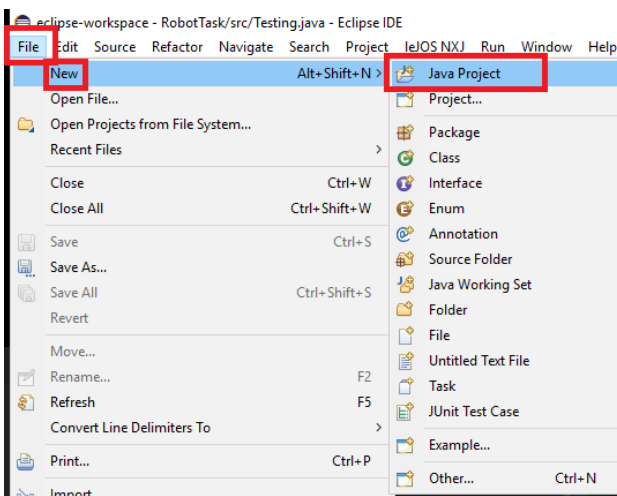 eclipse-workspace - RobotTask/src/Testing.java - Eclipse IDE
File Edit Source Refactor Navigate Search Project leJOS NXJ Run Window Help
New Alt+Shift+N >
Open File...
Open Projects from File System...
Recent Files >
Close Ctrl+W
Close All Ctrl+Shift+W
Save Ctrl+S
Save As...
Save All Ctrl+Shift+S
Revert
Move...
Rename... F2
Refresh F5
Convert Line Delimiters To >
Print... Ctrl+P
Import...
Java Project
Project...
Package
Class
Interface
Enum
Annotation
Source Folder
Java Working Set
Folder
File
Untitled Text File
Task
JUnit Test Case
Example...
Other... Ctrl+N